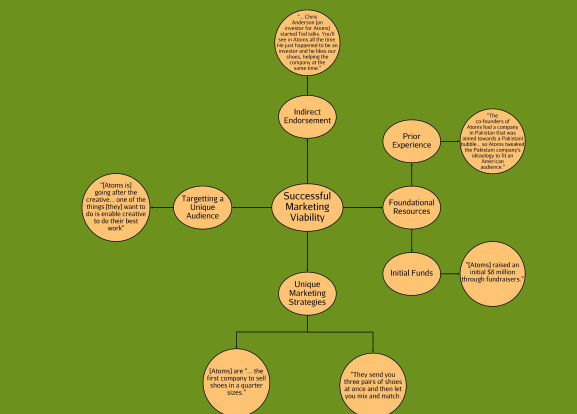 "... Chris
Anderson [an
investor for Atoms]
started Ted talks. You'll
see in Atoms all the time.
He just happened to be an
investor and he likes our
shoes, helping the
company at the
same time."
Indirect
Endorsement
Prior
Experience
"The
co-founders of
Atoms had a company
in Pakistan that was
aimed towards a Pakistani
bubble... so Atoms tweaked
the Pakistani company's
ideaology to fit an
American
audience."
"[Atoms is]
going after the
creative... one of the
things [they] want to
do is enable creative
to do their best
work"
Targetting a
Unique
Audience
Successful
Marketing
Viability
Foundational
Resources
Initial Funds
"[Atoms] raised an
initial $8 million
through fundraisers."
Unique
Marketing
Strategies
[Atoms] are "... the
first company to sell
shoes in a quarter
sizes."
"They send you
three pairs of shoes
at once and then let
you mix and match.